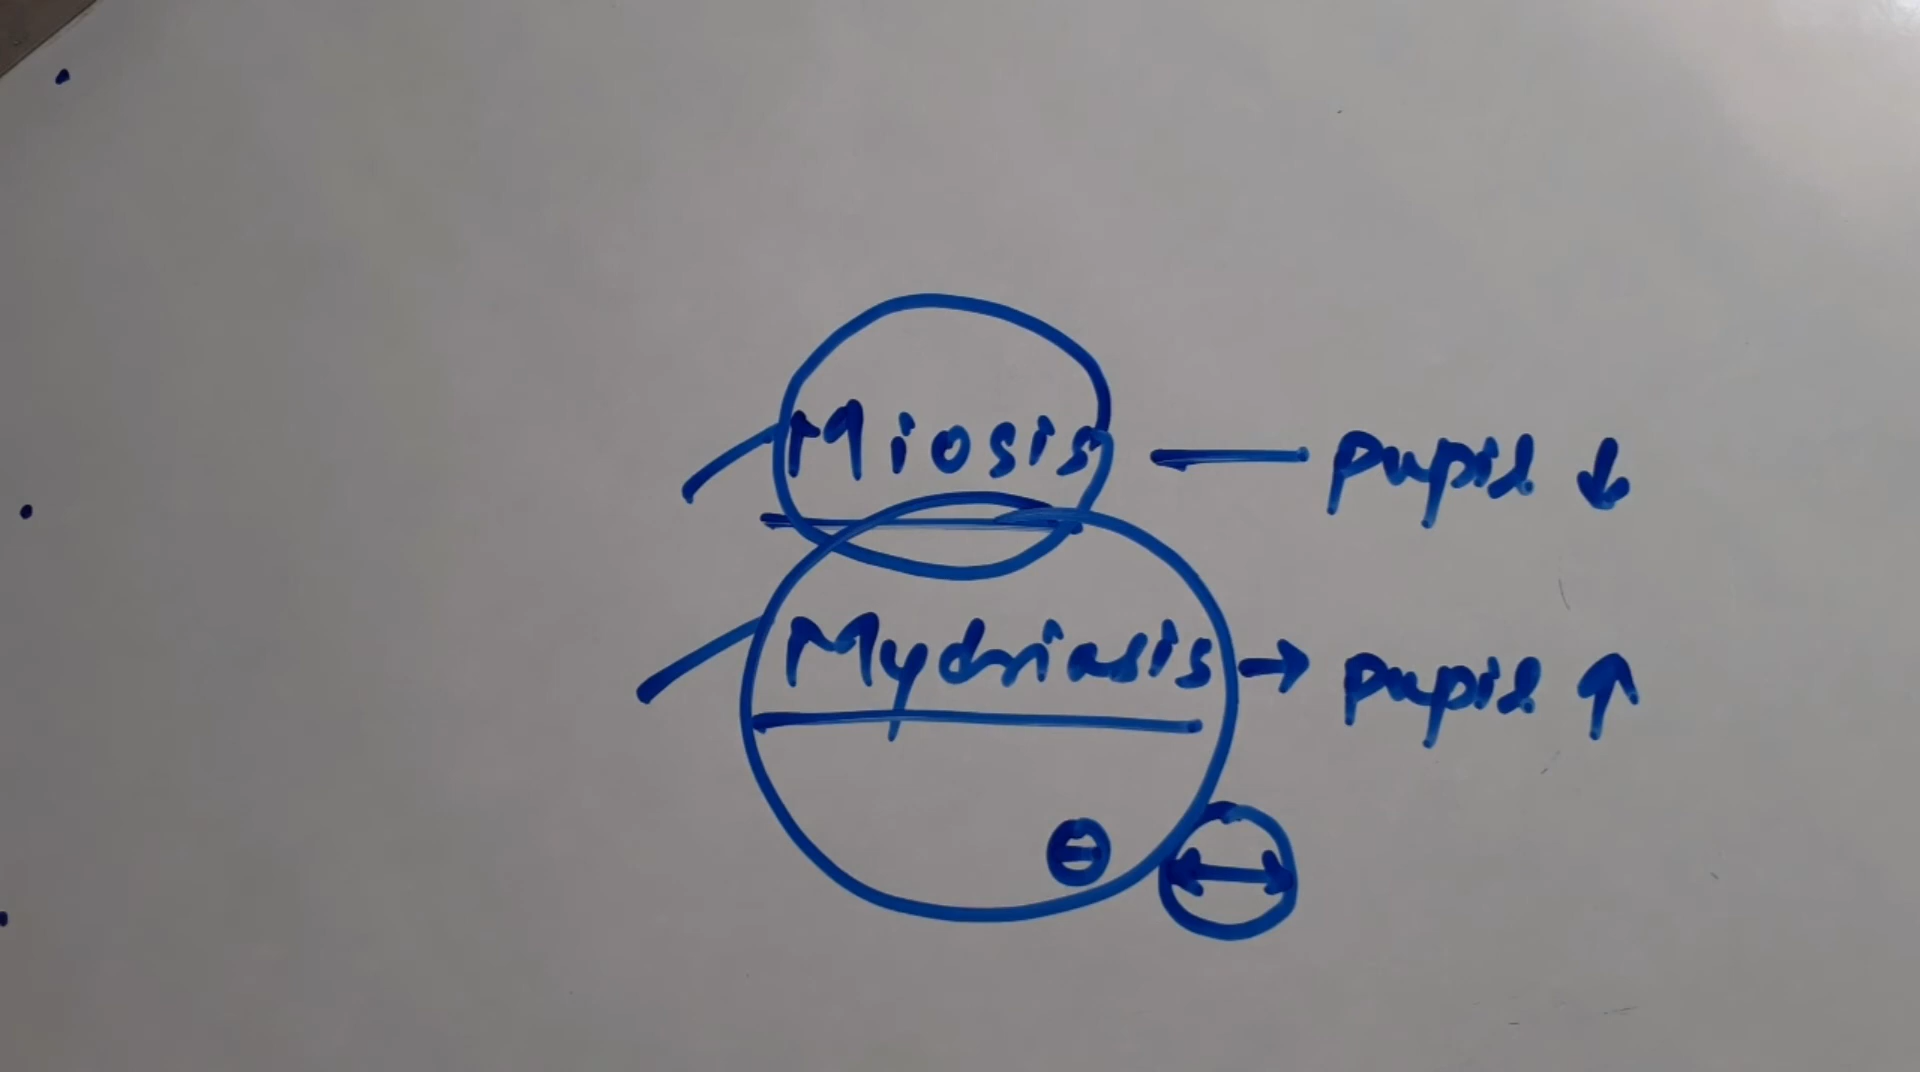 Miosis — pupil ↓
Mydriasis → pupil ↑